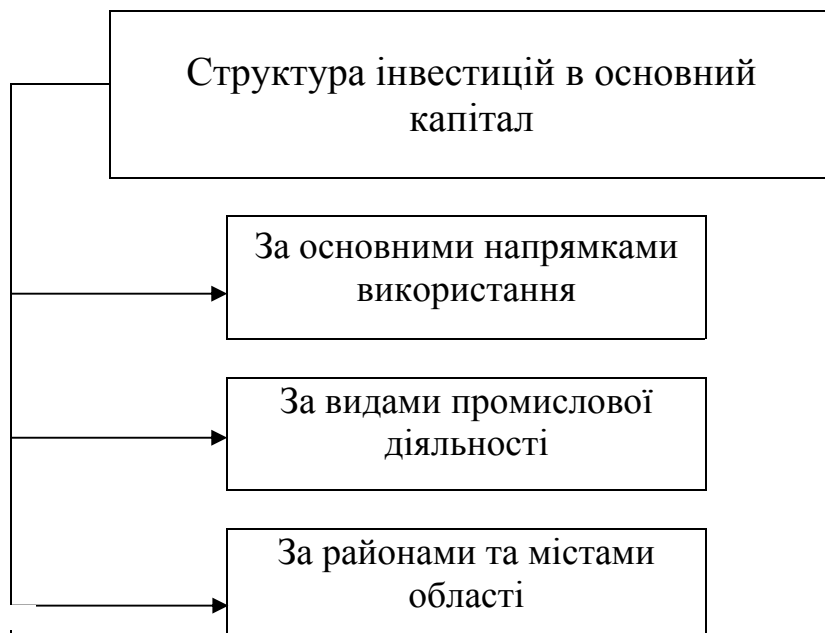 Структура інвестицій в основний
капітал
За основними напрямками
використання
За видами промислової
діяльності
За районами та містами
області